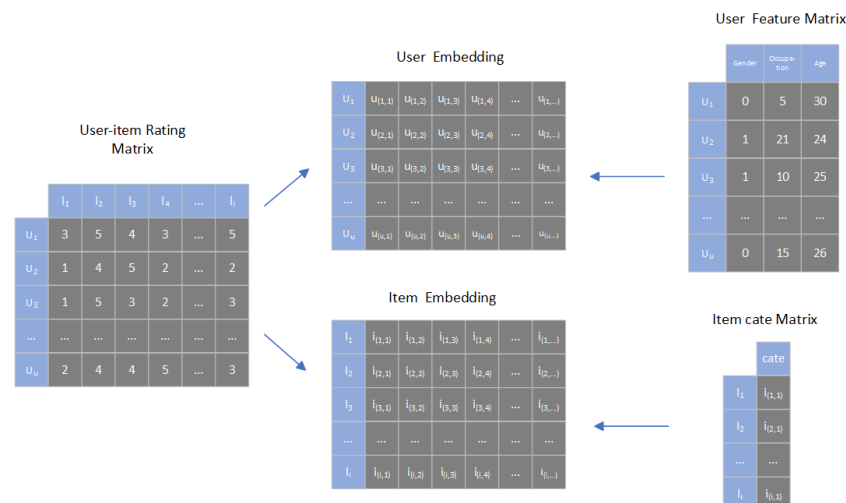 User Feature Matrix
Gender Occupa-tion Age
U1 0 5 30
U2 1 21 24
U3 1 10 25
... ... ...
Uu 0 15 26
User Embedding
U1 u(1,1) u(1,2) u(1,3) u(1,4) ... u(1,...)
U2 u(2,1) u(2,2) u(2,3) u(2,4) ... u(2,...)
U3 u(3,1) u(3,2) u(3,3) u(3,4) ... u(3,...)
... ... ... ... ... ... ...
Uu u(u,1) u(u,2) u(u,3) u(u,4) ... u(u,...)
User-item Rating
Matrix
I1 I2 I3 I4 ... Ii
U1 3 5 4 3 ... 5
U2 1 4 5 2 ... 2
U3 1 5 3 2 ... 3
... ... ... ... ... ... ...
Uu 2 4 4 5 ... 3
Item Embedding
I1 i(1,1) i(1,2) i(1,3) i(1,4) ... i(1,...)
I2 i(2,1) i(2,2) i(2,3) i(2,4) ... i(2,...)
I3 i(3,1) i(3,2) i(3,3) i(3,4) ... i(3,...)
... ... ... ... ... ... ...
Ii i(i,1) i(i,2) i(i,3) i(i,4) ... i(i,...)
Item cate Matrix
cate
I1 i(1,1)
I2 i(2,1)
... ...
Ii i(i,1)